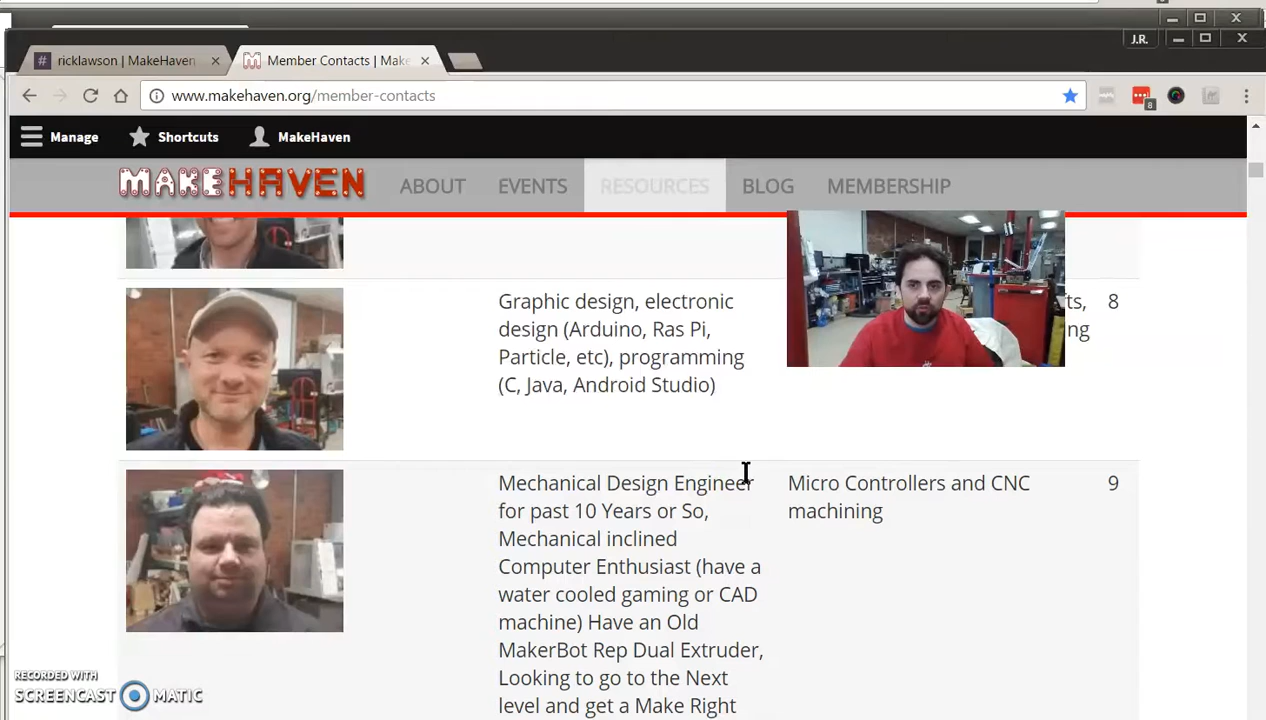 J.R.
ricklawson | MakeHaven
Member Contacts | Make
www.makehaven.org/member-contacts
8
Manage
Shortcuts
MakeHaven
MAKEHAVEN
ABOUT
EVENTS
RESOURCES
BLOG
MEMBERSHIP
Graphic design, electronic
design (Arduino, Ras Pi,
Particle, etc), programming
(C, Java, Android Studio)
8
Mechanical Design Engineer
for past 10 Years or So,
Mechanical inclined
Computer Enthusiast (have a
water cooled gaming or CAD
machine) Have an Old
MakerBot Rep Dual Extruder,
Looking to go to the Next
level and get a Make Right
Micro Controllers and CNC
machining
9
RECORDED WITH
SCREENCAST MATIC